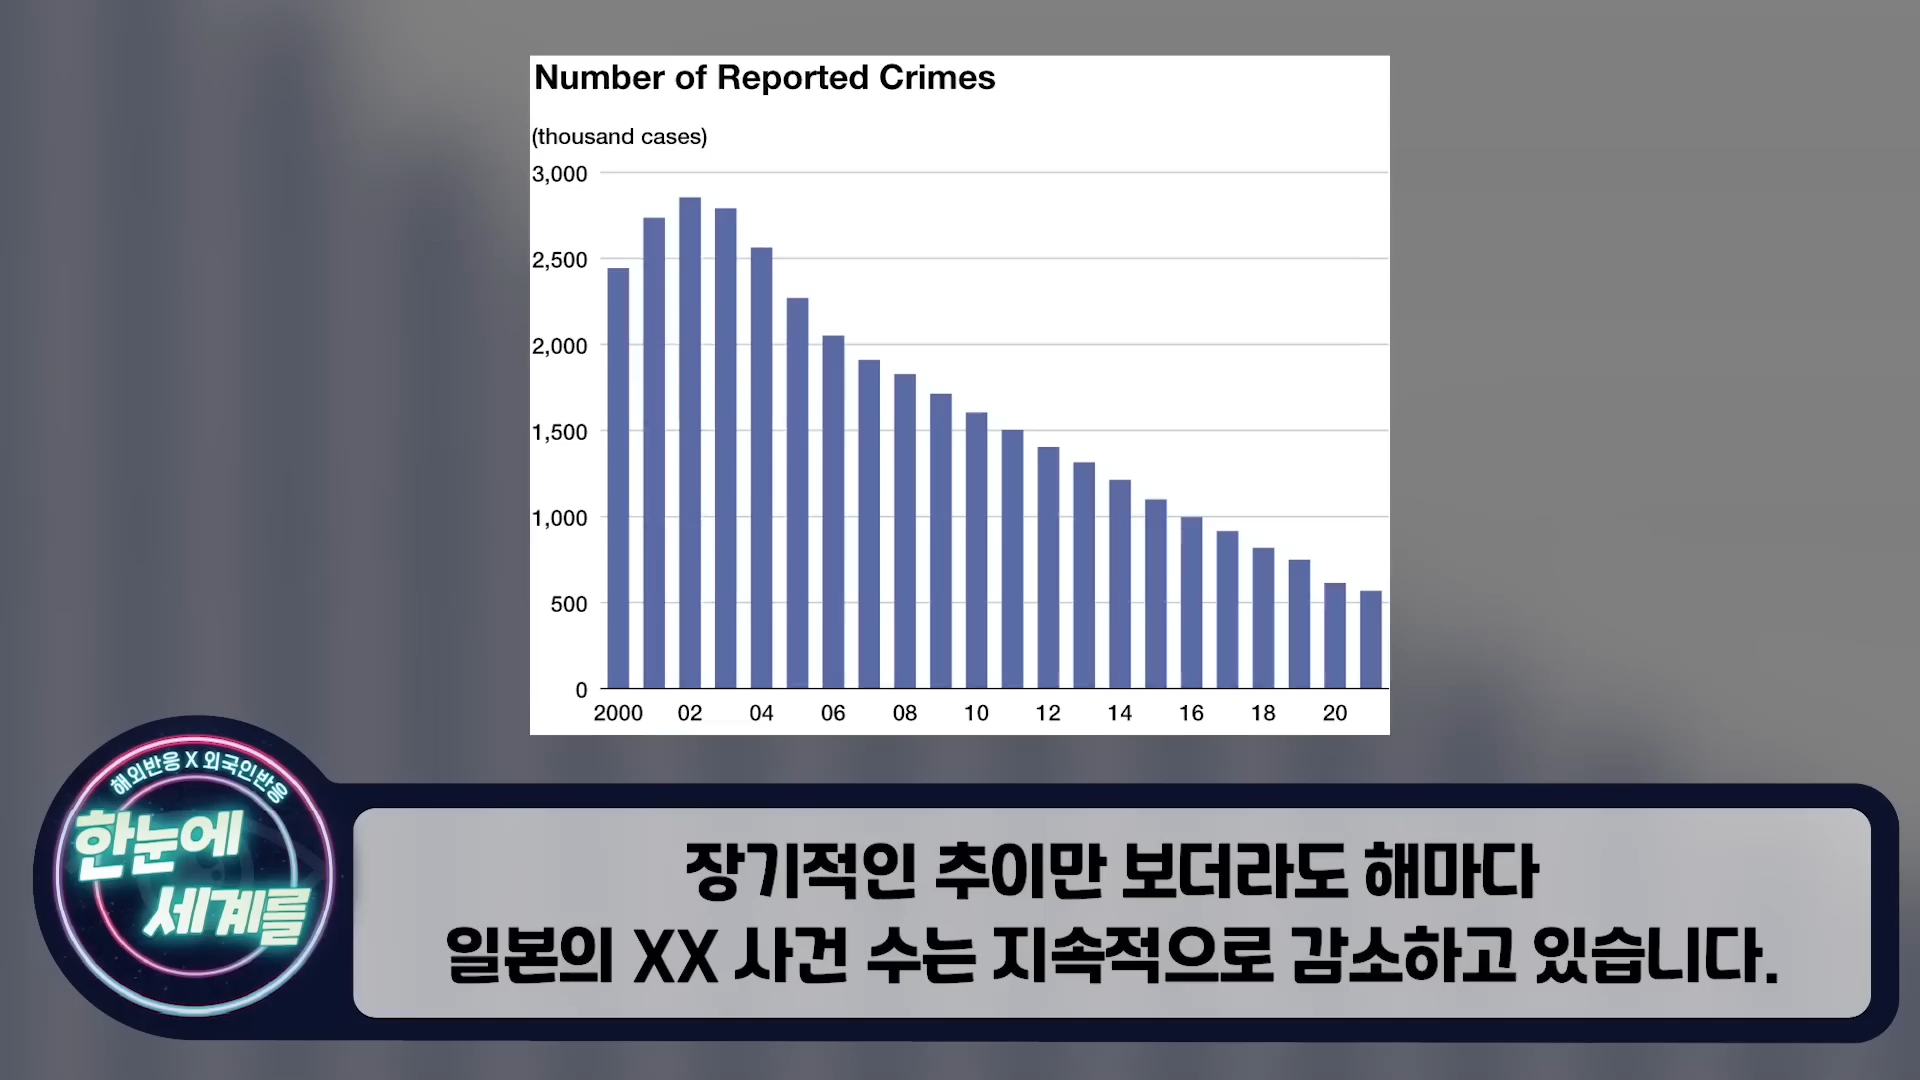 Number of Reported Crimes
(thousand cases)
3,000
2,500
2,000
1,500
1,000
500
0
2000 02 04 06 08 10 12 14 16 18 20
해외반응 X 외국인반응
한눈에
세계를
장기적인 추이만 보더라도 해마다
일본의 XX 사건 수는 지속적으로 감소하고 있습니다.